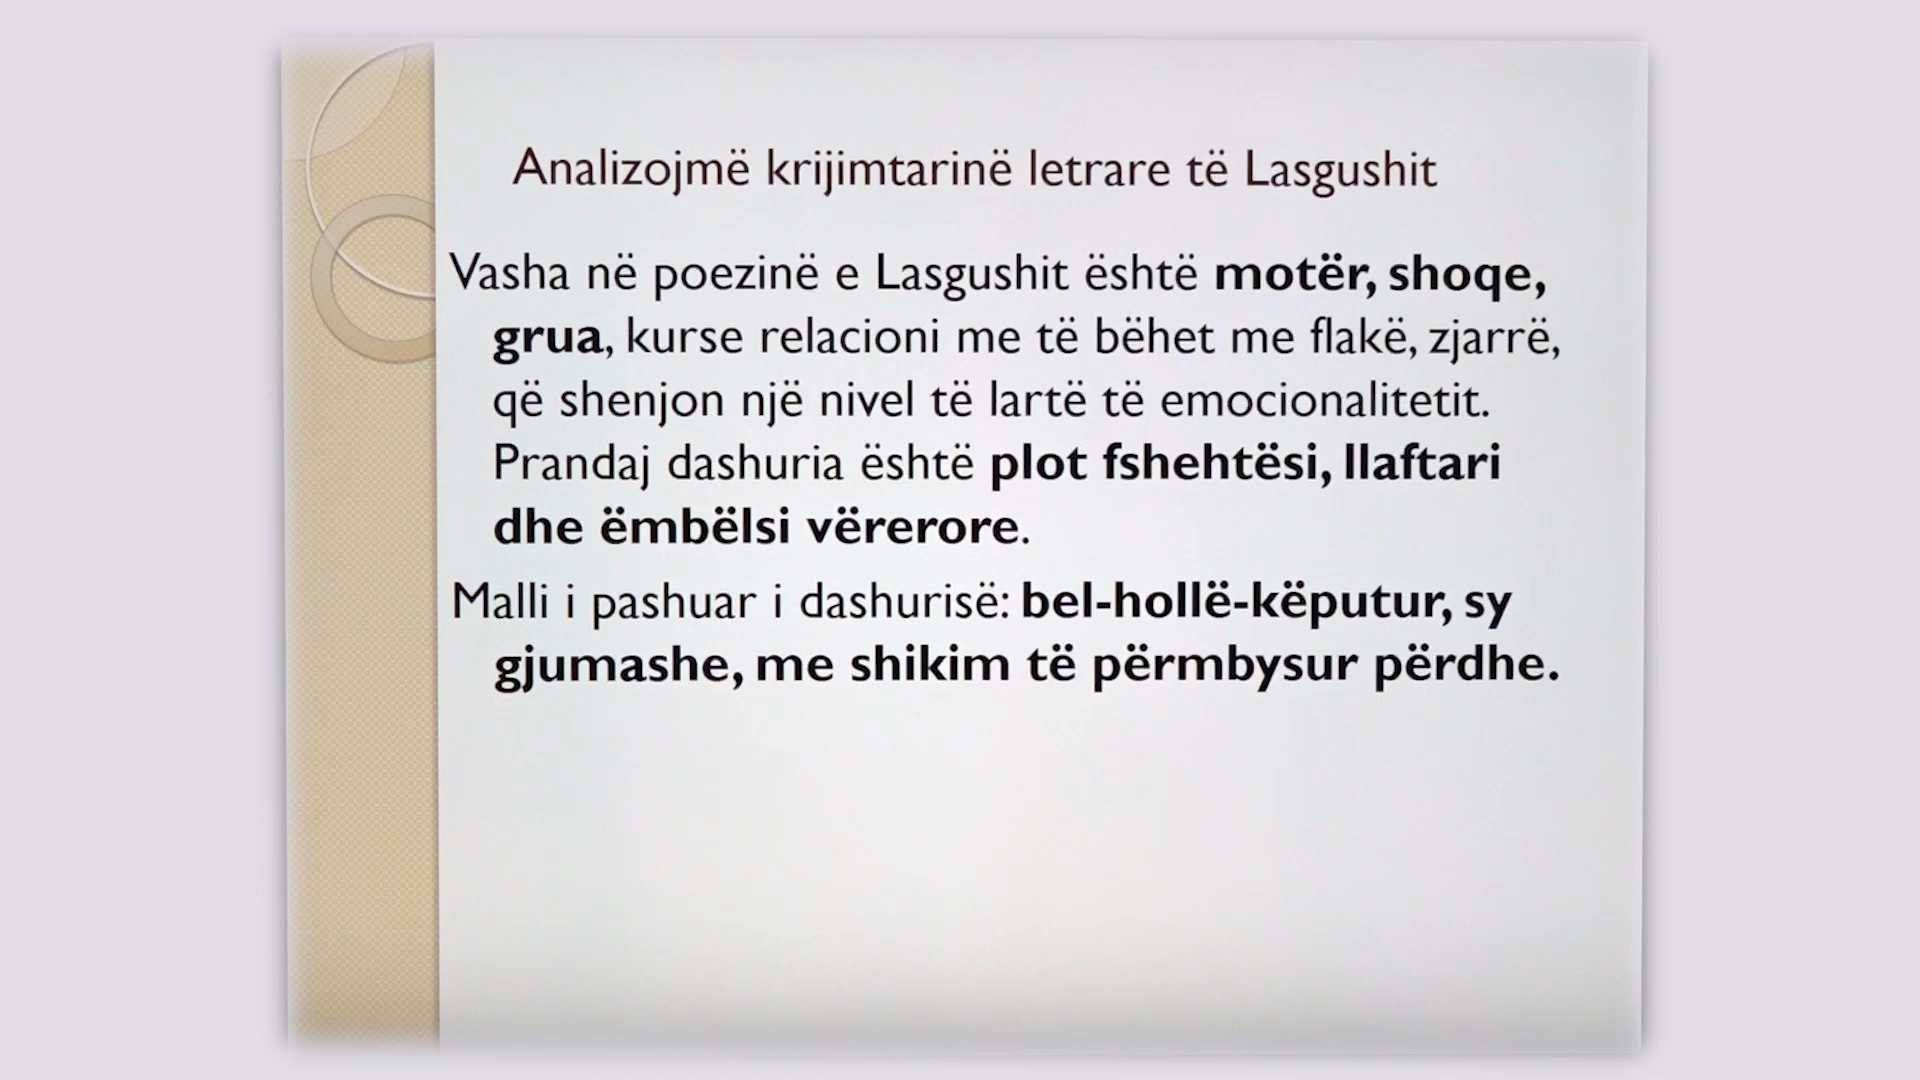 Analizojmë krijimtarinë letrare të Lasgushit
Vasha në poezinë e Lasgushit është motër, shoqe,
grua, kurse relacioni me të bëhet me flakë, zjarrë,
që shenjon një nivel të lartë të emocionalitetit.
Prandaj dashuria është plot fshehtësi, llaftari
dhe ëmbëlsi vërerore.
Malli i pashuar i dashurisë: bel-hollë-këputur, sy
gjumashe, me shikim të përmbysur përdhe.